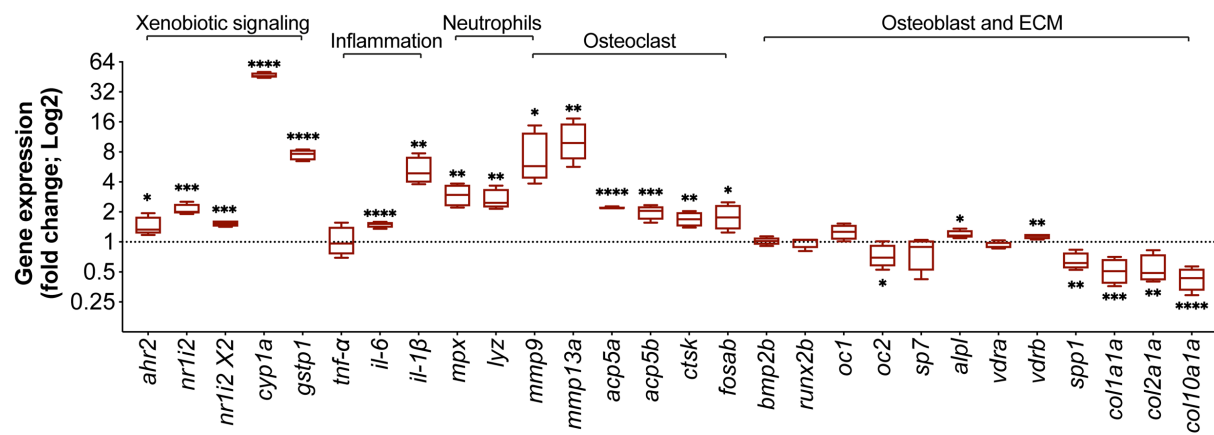 Xenobiotic signaling
Neutrophils
Osteoblast and ECM
Inflammation
Osteoclast
Gene expression
(fold change; Log2)
64
32
16
8
4
2
1
0.5
0.25
*
***
***
****
****
****
**
**
**
*
**
****
***
**
*
*
*
**
**
***
**
****
ahr2
nr1i2
nr1i2 X2
cyp1a
gstp1
tnf-α
il-6
il-1β
mpx
lyz
mmp9
mmp13a
acp5a
acp5b
ctsk
fosab
bmp2b
runx2b
oc1
oc2
sp7
alpl
vdra
vdrb
spp1
col1a1a
col2a1a
col10a1a